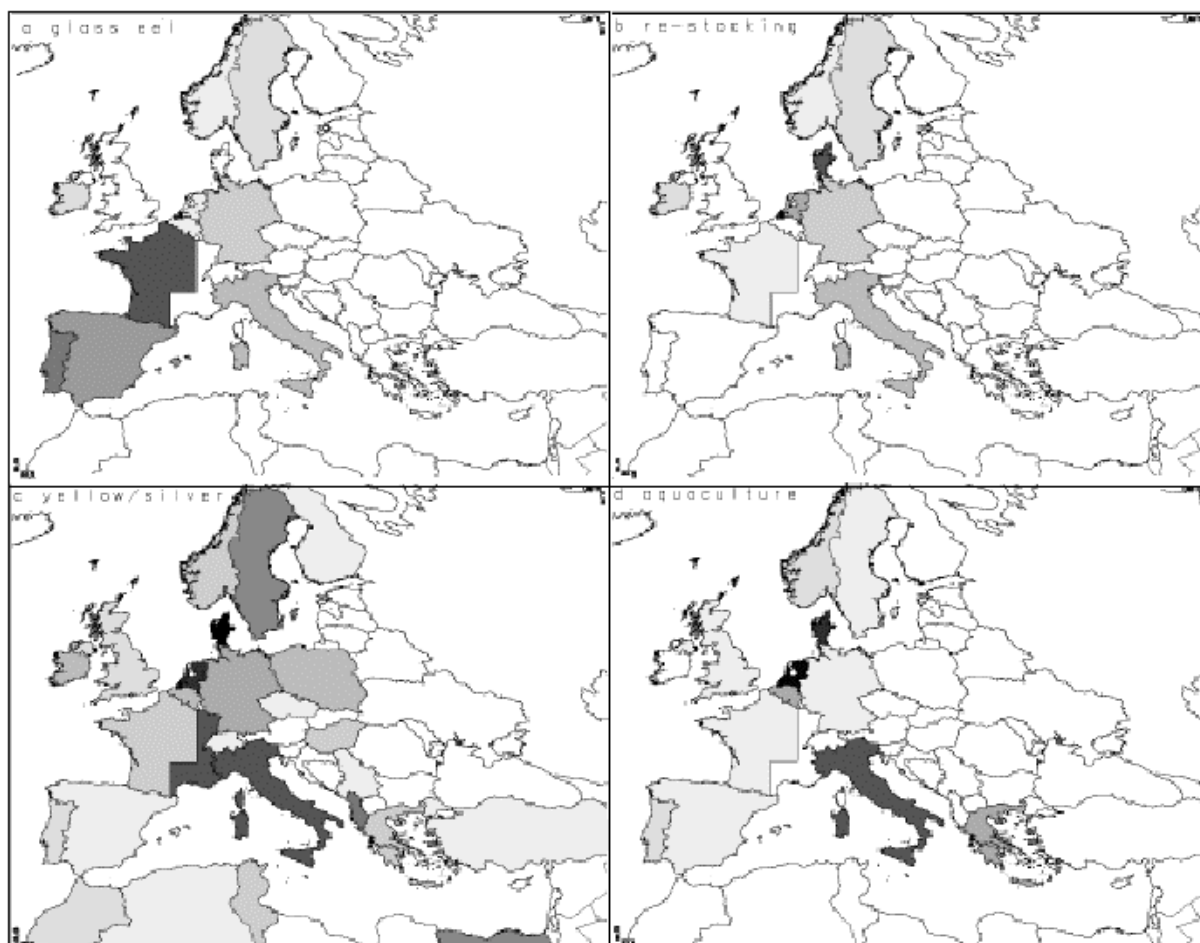 a glass eel
b re-stocking
c yellow/silver
d aquaculture